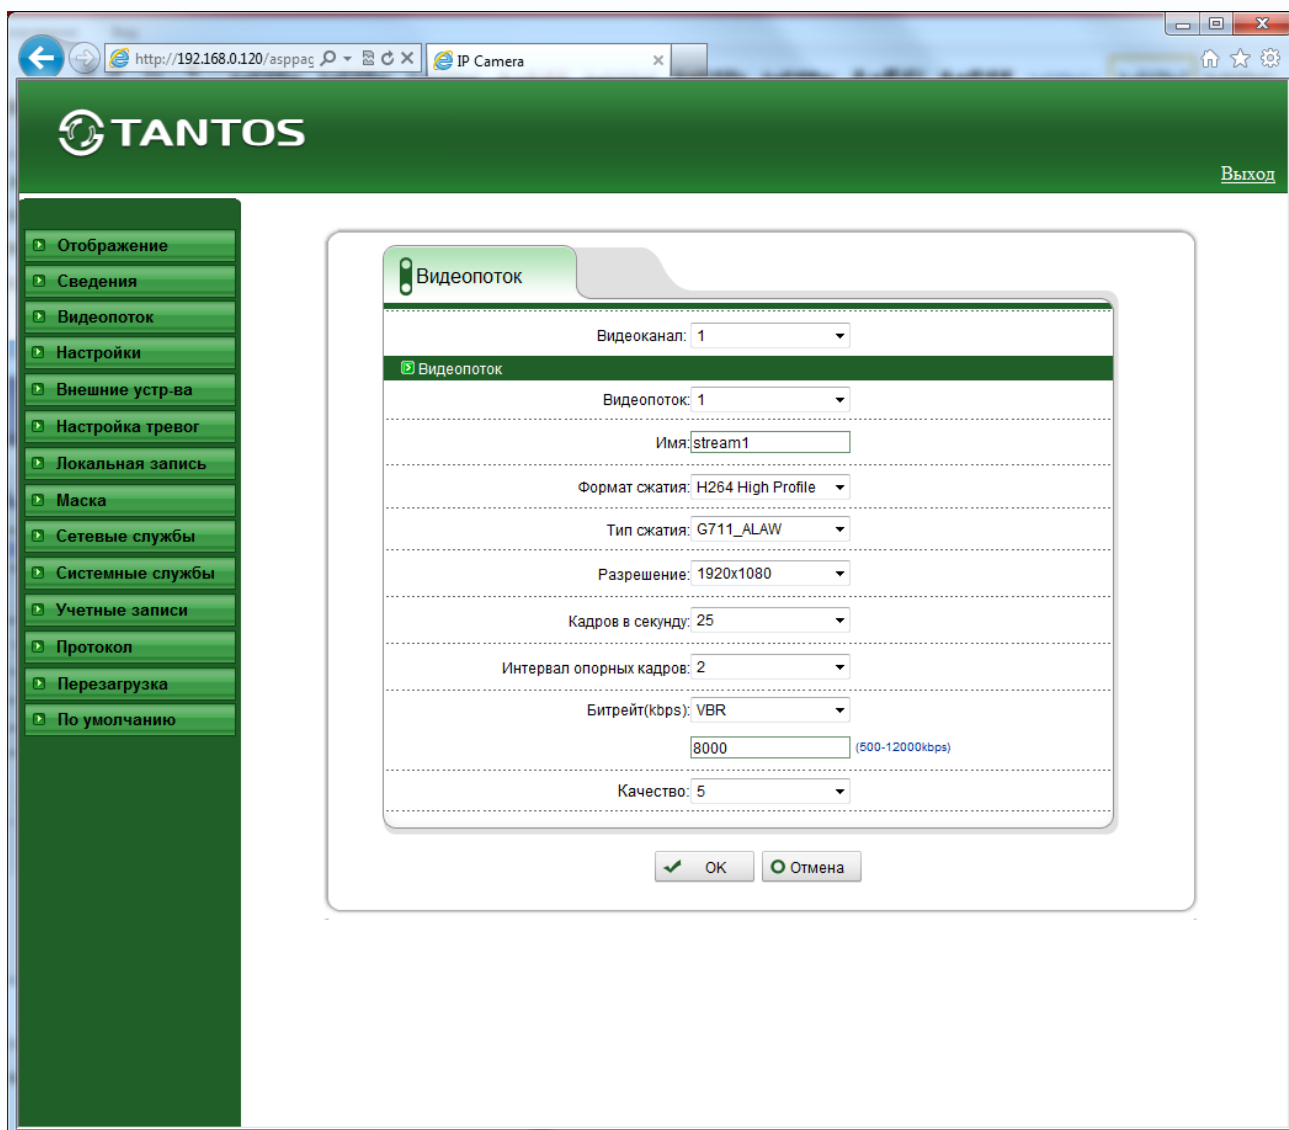 http://192.168.0.120/asppag
IP Camera
TANTOS
Выход
Отображение
Сведения
Видеопоток
Настройки
Внешние устр-ва
Настройка тревог
Локальная запись
Маска
Сетевые службы
Системные службы
Учетные записи
Протокол
Перезагрузка
По умолчанию
Видеопоток
Видеоканал: 1
Видеопоток
Видеопоток: 1
Имя: stream1
Формат сжатия: H264 High Profile
Тип сжатия: G711_ALAW
Разрешение: 1920x1080
Кадров в секунду: 25
Интервал опорных кадров: 2
Битрейт(kbps): VBR
8000 (500-12000kbps)
Качество: 5
OK
Отмена